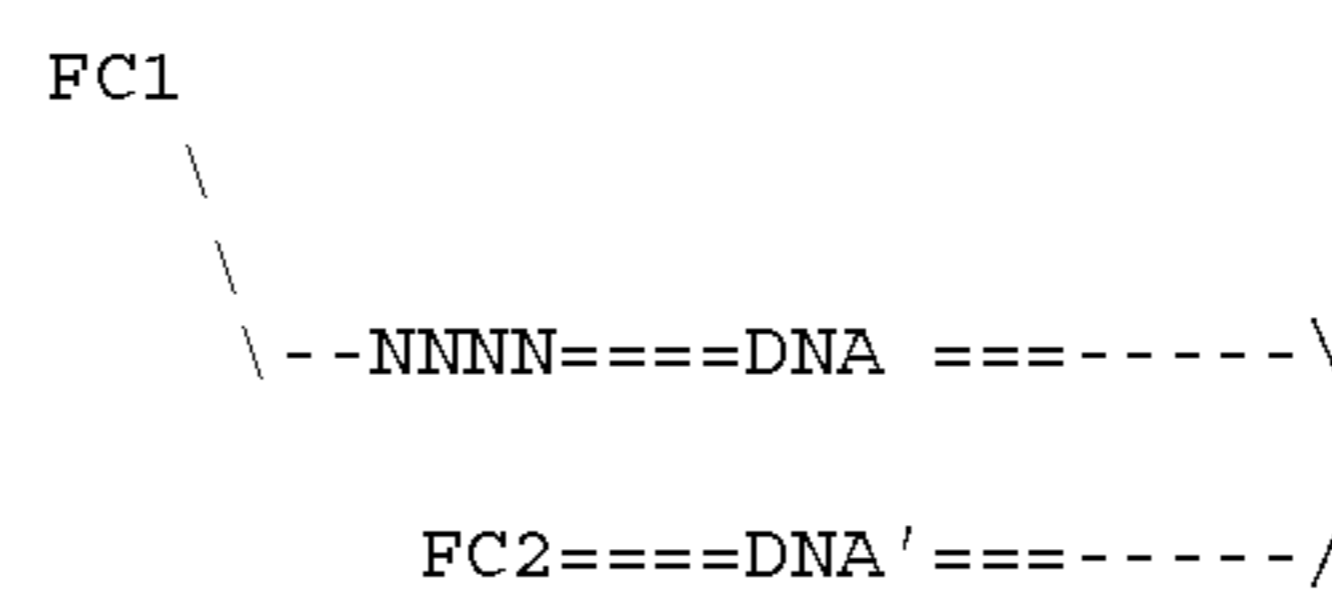 FC1
\
\
\--NNNN====DNA ===-----\
FC2====DNA'===-----/